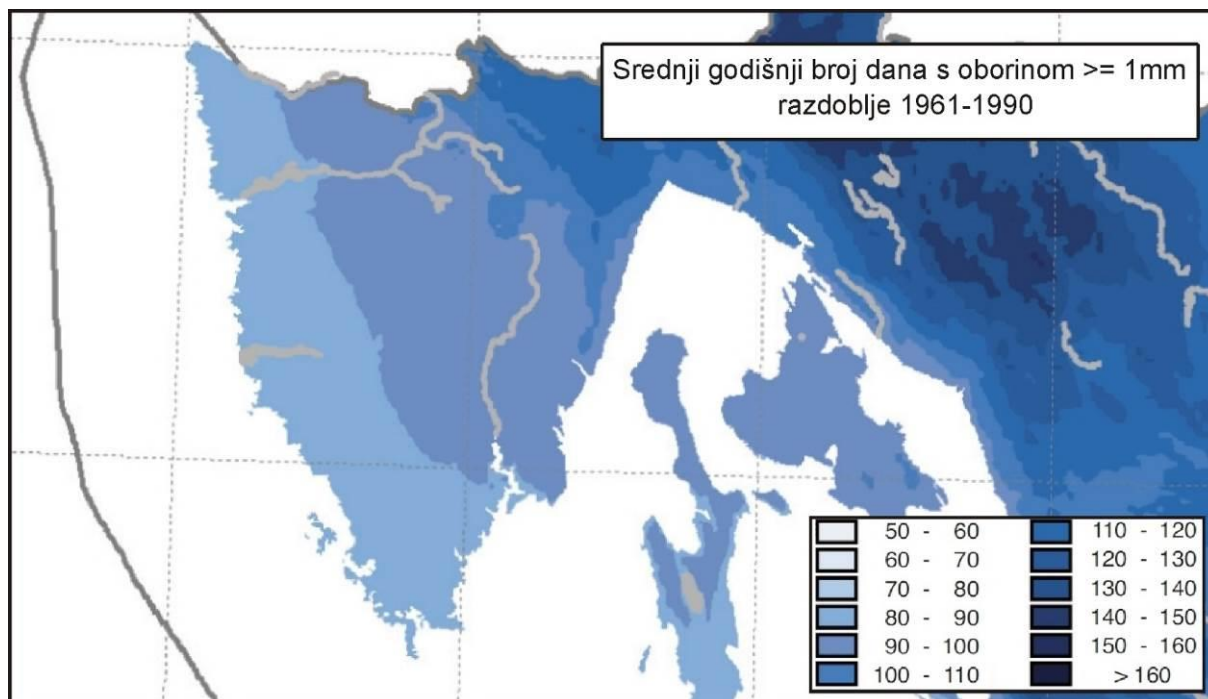 Srednji godišnji broj dana s oborinom >= 1mm
razdoblje 1961-1990
50 - 60
60 - 70
70 - 80
80 - 90
90 - 100
100 - 110
110 - 120
120 - 130
130 - 140
140 - 150
150 - 160
> 160